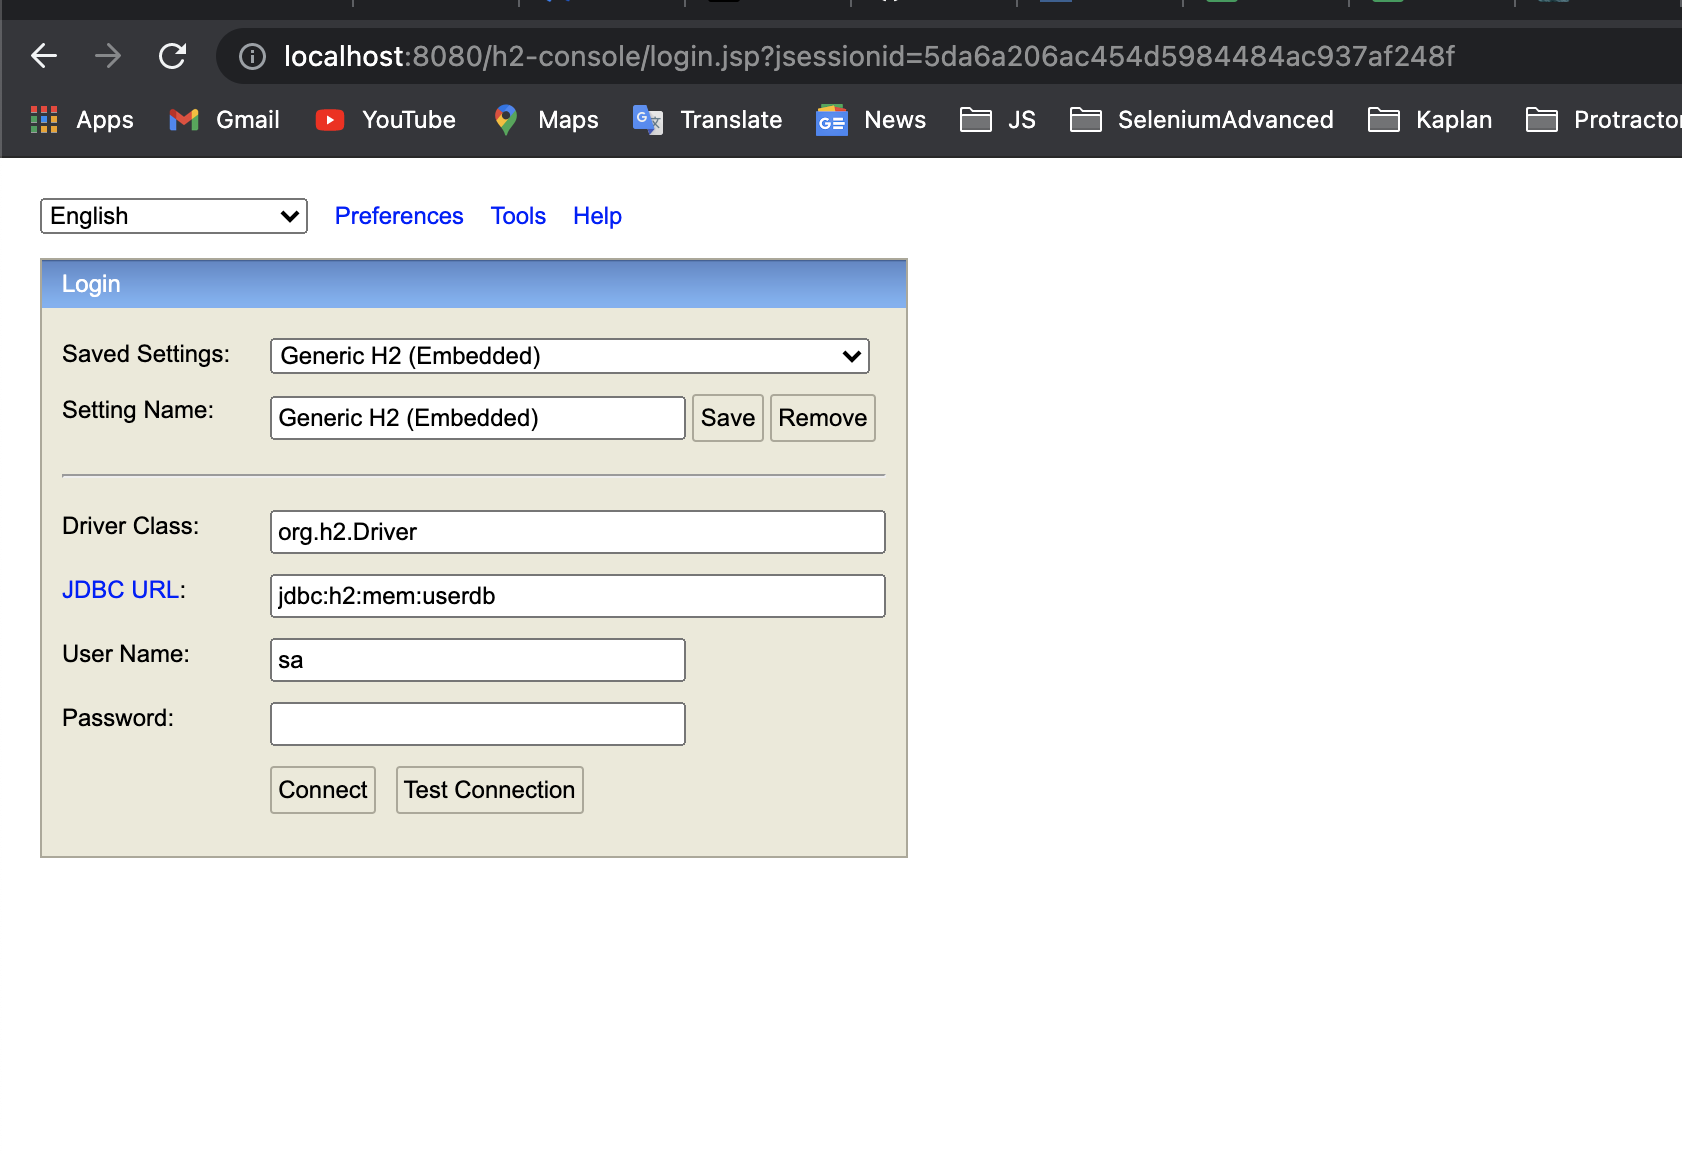 localhost:8080/h2-console/login.jsp?jsessionid=5da6a206ac454d5984484ac937af248f
Apps Gmail YouTube Maps Translate News JS SeleniumAdvanced Kaplan Protractor
English Preferences Tools Help
Login
Saved Settings: Generic H2 (Embedded)
Setting Name: Generic H2 (Embedded) Save Remove
Driver Class: org.h2.Driver
JDBC URL: jdbc:h2:mem:userdb
User Name: sa
Password:
Connect Test Connection